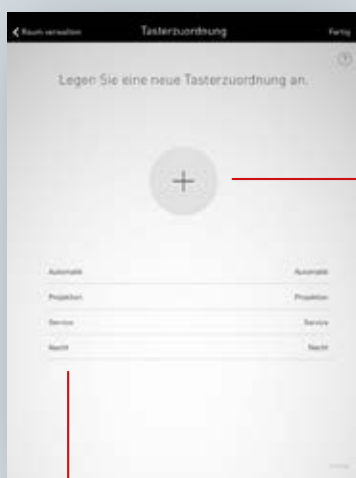 Raum verwalten Tasterzuordnung Fertig
Legen Sie eine neue Tasterzuordnung an.
Automatik Automatik
Projektion Projektion
Service Service
Nacht Nacht